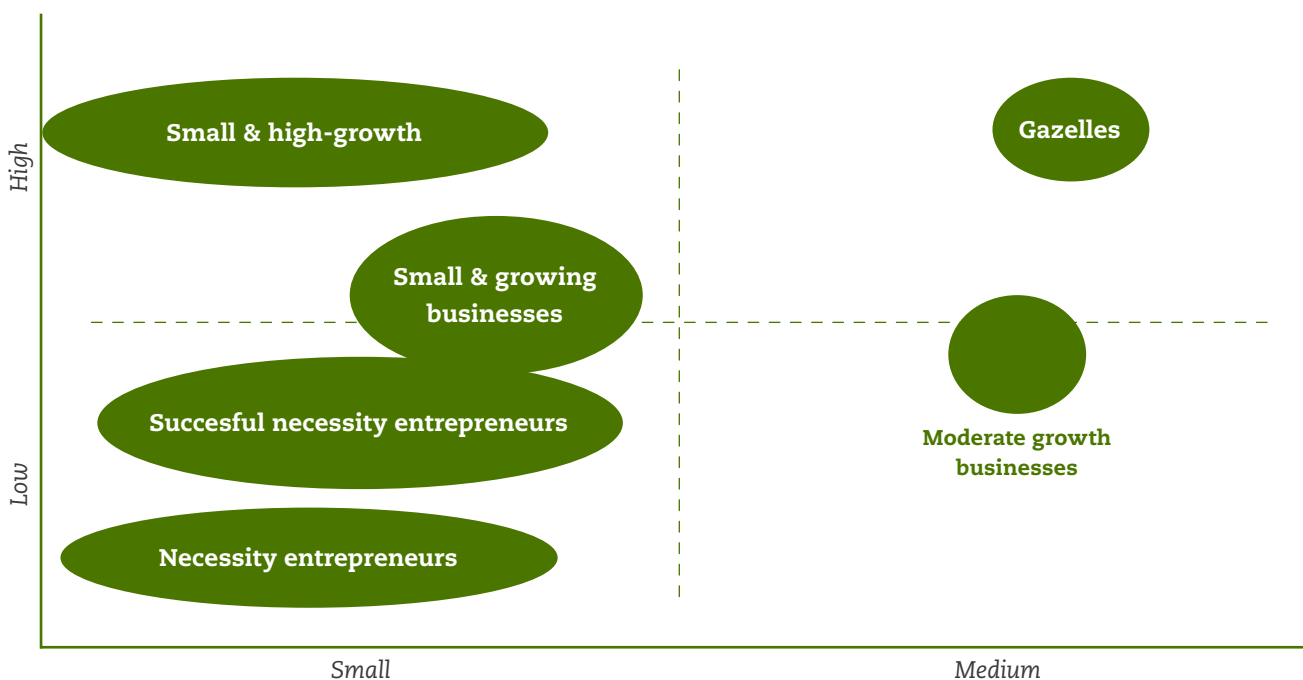 High
Small & high-growth
Gazelles
Small & growing
businesses
Succesful necessity entrepreneurs
Moderate growth
businesses
Low
Necessity entrepreneurs
Small
Medium